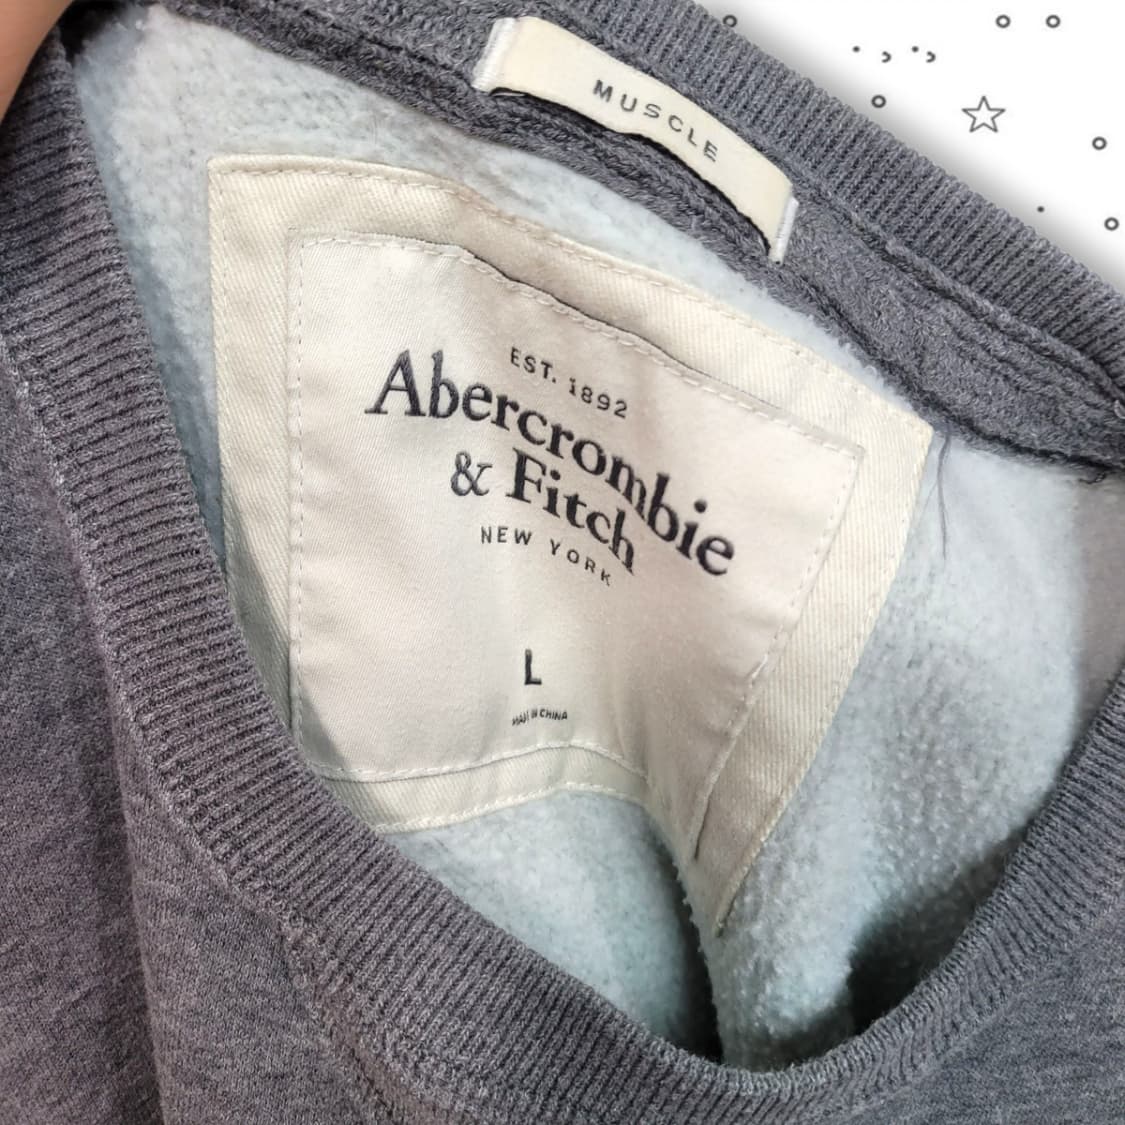 MUSCLE
EST. 1892
Abercrombie
& Fitch
NEW YORK
L
MADE IN CHINA